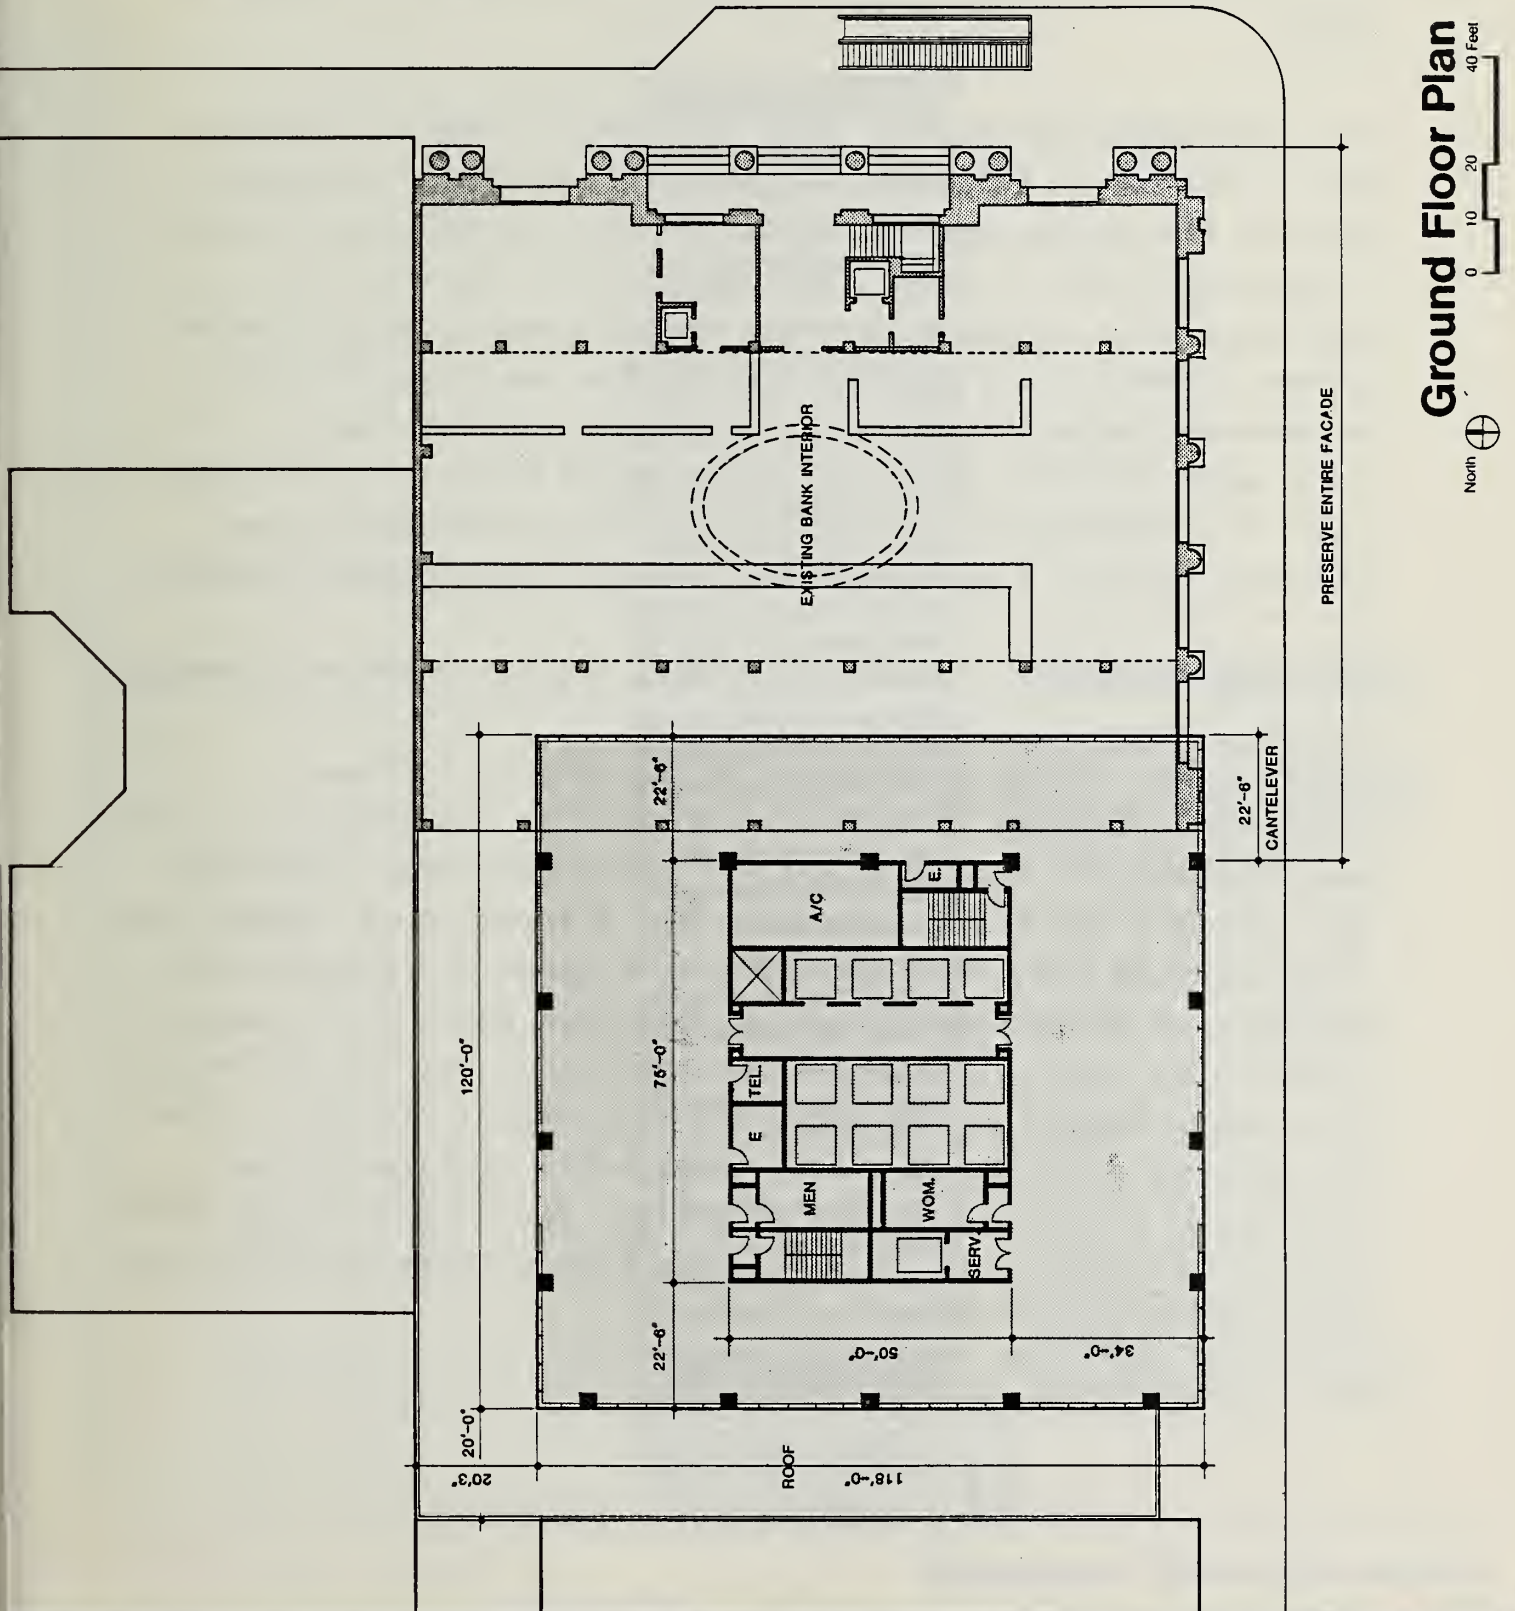 Ground Floor Plan
0 10 20 40 Feet
North
PRESERVE ENTIRE FACADE
EXISTING BANK INTERIOR
22'-6"
CANTELEVER
22'-6"
120'-0"
75'-0"
A/C
E.
TEL.
E
MEN
WOM.
SERV.
22'-6"
50'-0"
34'-0"
20'-0"
20'3"
ROOF
118'-0"